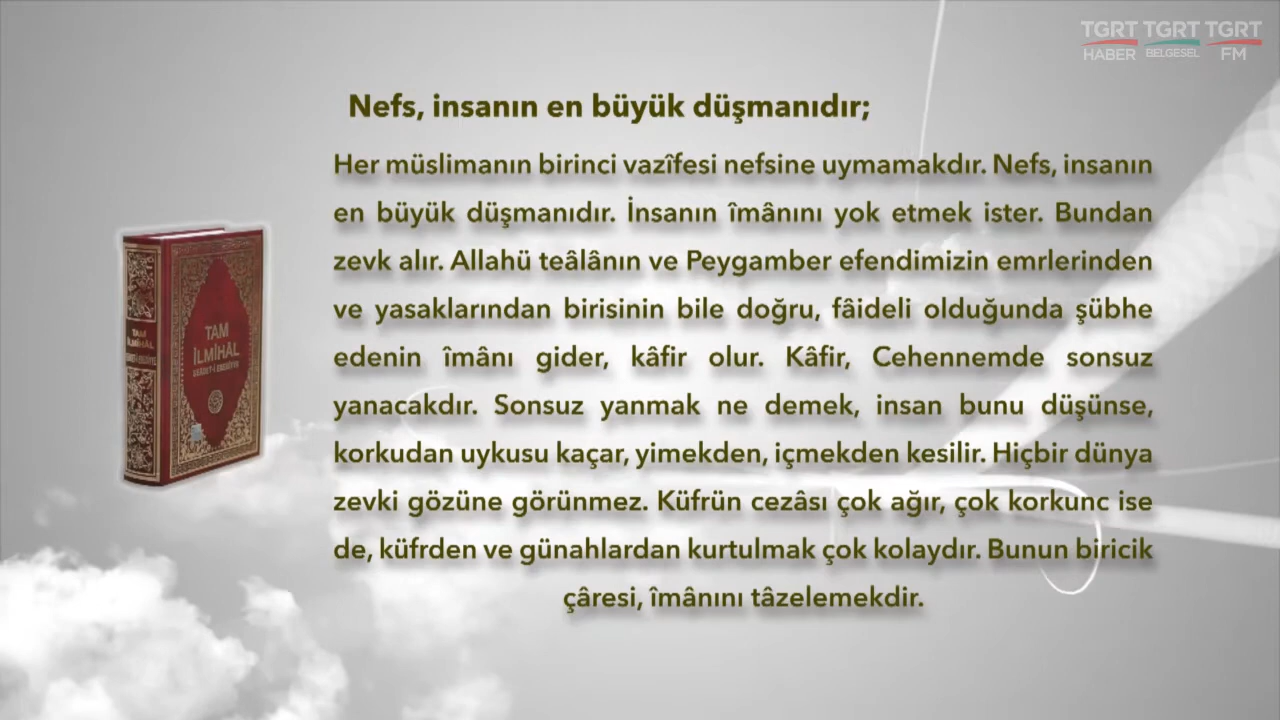 TGRT TGRT TGRT
HABER BELGESEL FM
Nefs, insanın en büyük düşmanıdır;
Her müslimanın birinci vazîfesi nefsine uymamakdır. Nefs, insanın
en büyük düşmanıdır. İnsanın îmânını yok etmek ister. Bundan
zevk alır. Allahü teâlânın ve Peygamber efendimizin emrlerinden
ve yasaklarından birisinin bile doğru, fâideli olduğunda şübhe
edenin îmânı gider, kâfir olur. Kâfir, Cehennemde sonsuz
yanacakdır. Sonsuz yanmak ne demek, insan bunu düşünse,
korkudan uykusu kaçar, yimekden, içmekden kesilir. Hiçbir dünya
zevki gözüne görünmez. Küfrün cezâsı çok ağır, çok korkunc ise
de, küfrden ve günahlardan kurtulmak çok kolaydır. Bunun biricik
çâresi, îmânını tâzelemekdir.
TAM
İLMİHÂL
TAM
İLMİHÂL